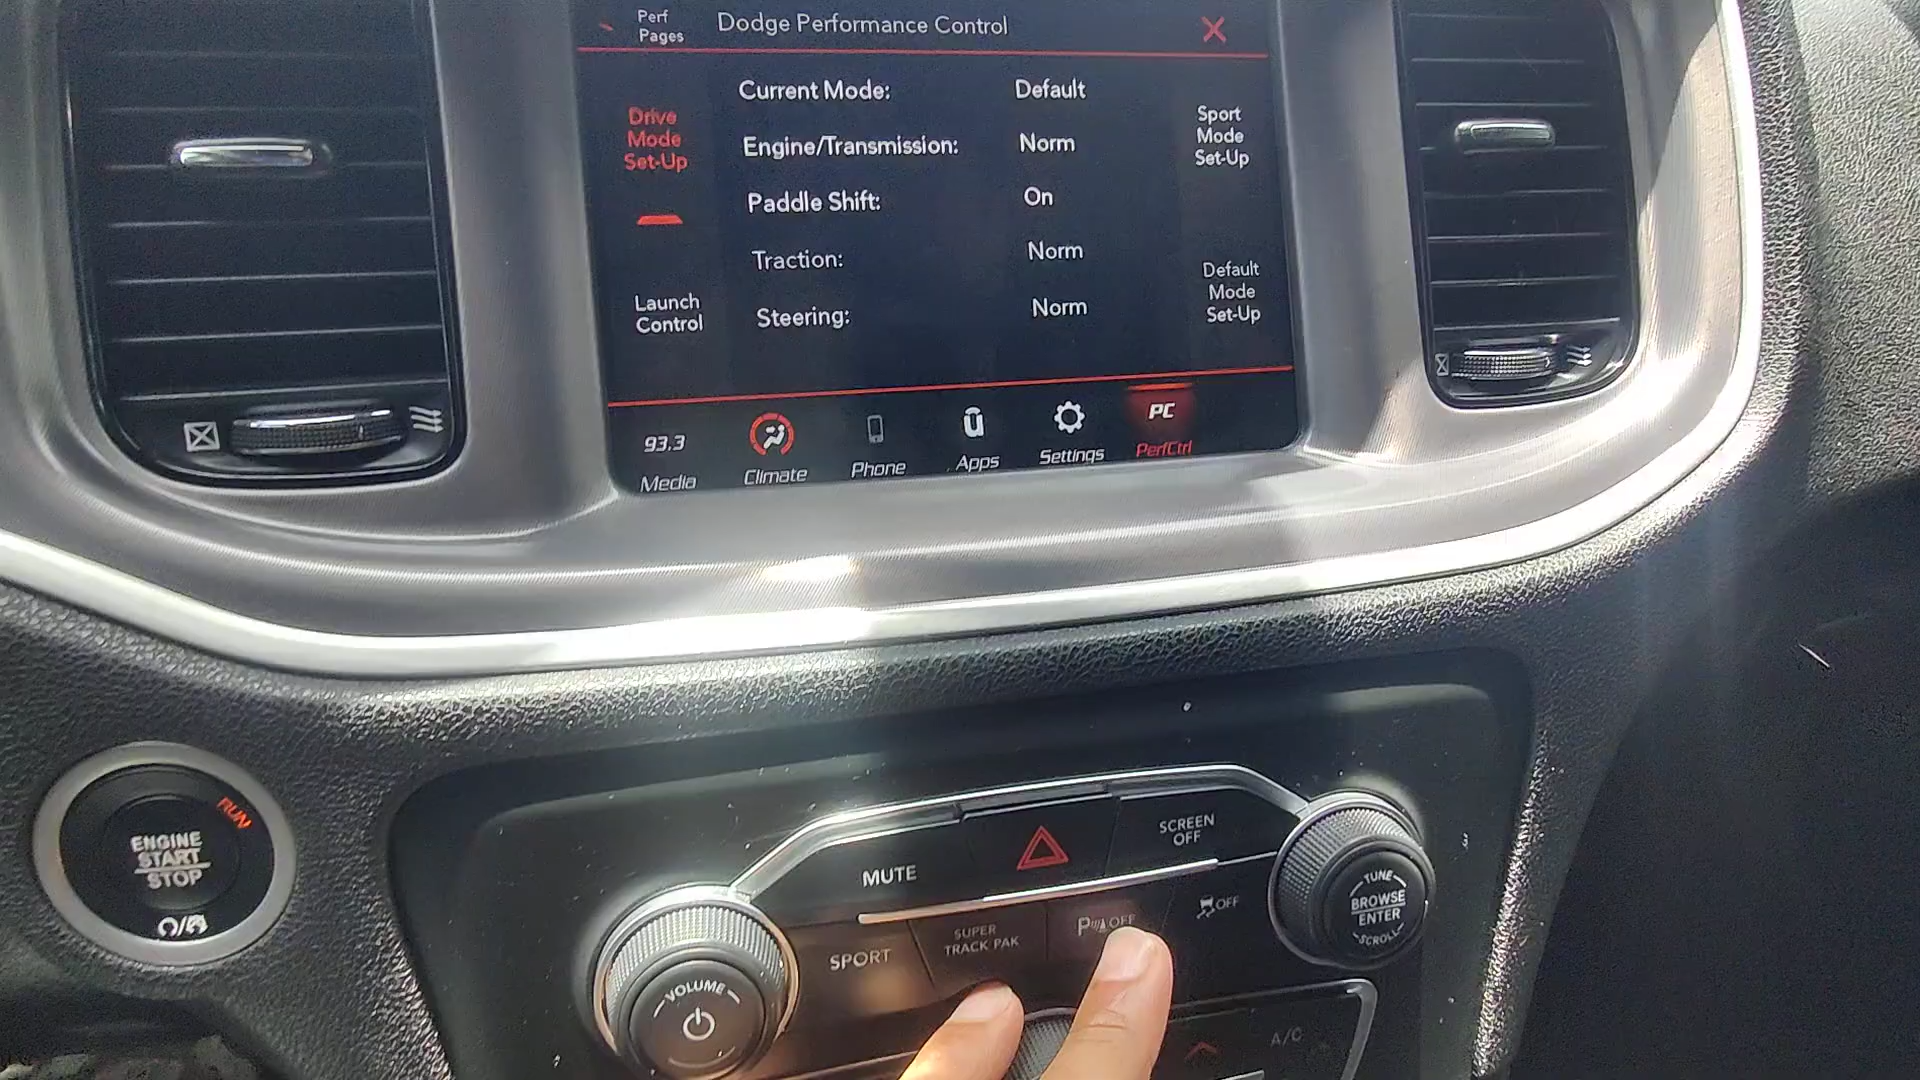 Perf
Pages
Dodge Performance Control
Drive
Mode
Set-Up
Current Mode: Default
Engine/Transmission: Norm
Paddle Shift: On
Traction: Norm
Steering: Norm
Sport
Mode
Set-Up
Launch
Control
Default
Mode
Set-Up
93.3
Media
Climate
Phone
Apps
Settings
PC
PerfCtrl
RUN
ENGINE
START
STOP
MUTE
SCREEN
OFF
SPORT
SUPER
TRACK PAK
P OFF
OFF
VOLUME
TUNE
BROWSE
ENTER
SCROLL
A/C